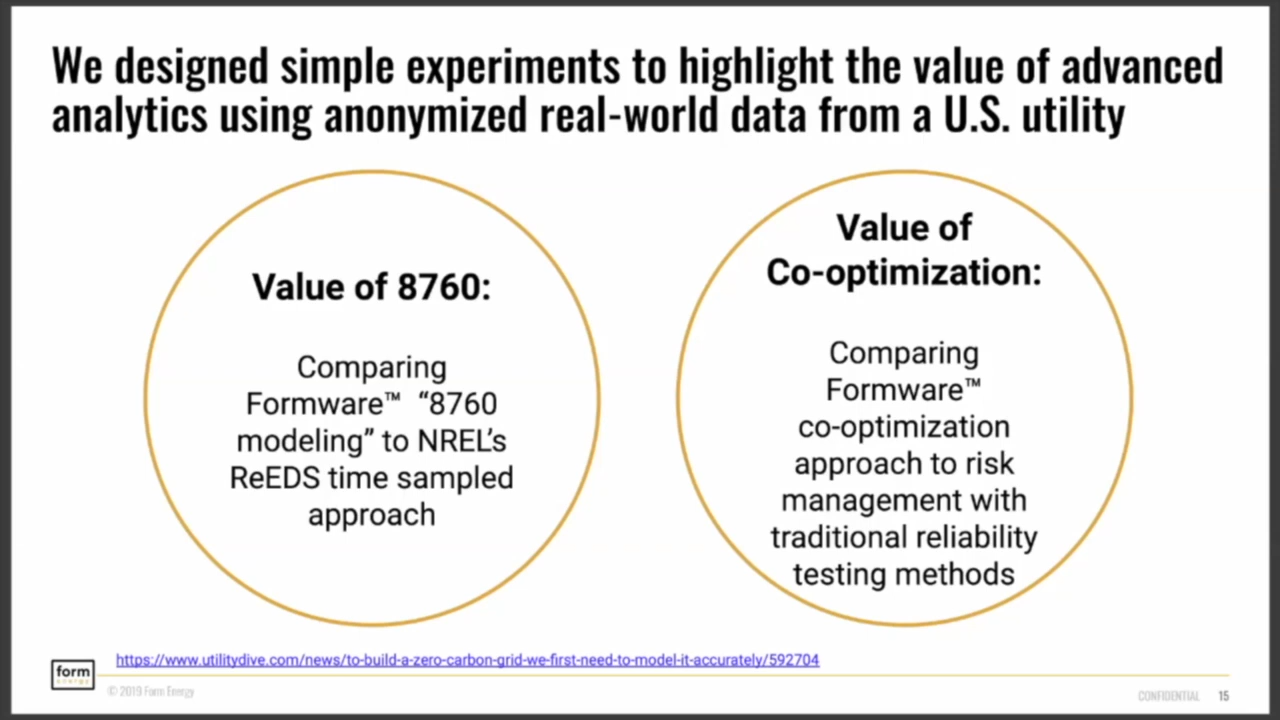 We designed simple experiments to highlight the value of advanced
analytics using anonymized real-world data from a U.S. utility
Value of 8760:
Comparing
Formware™ “8760
modeling” to NREL’s
ReEDS time sampled
approach
Value of
Co-optimization:
Comparing
Formware™
co-optimization
approach to risk
management with
traditional reliability
testing methods
https://www.utilitydive.com/news/to-build-a-zero-carbon-grid-we-first-need-to-model-it-accurately/592704
form
energy
© 2019 Form Energy
CONFIDENTIAL 15